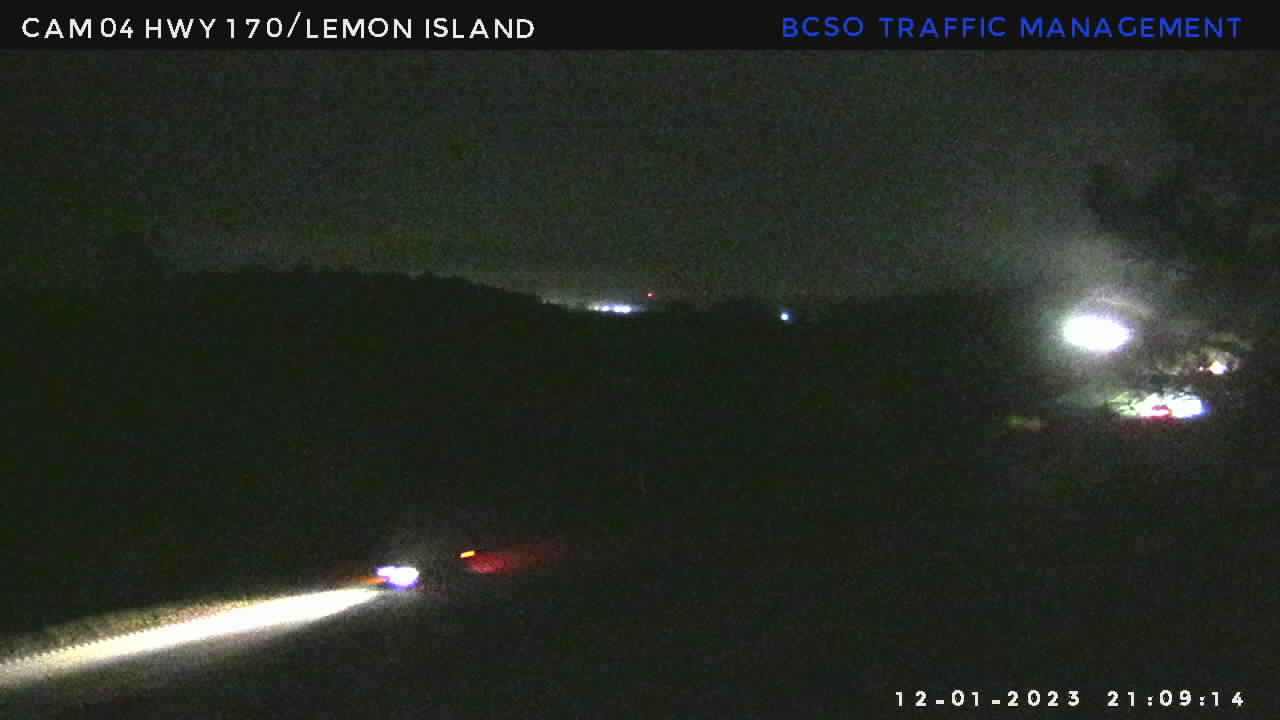 CAM04 HWY 170/LEMON ISLAND
BCSO TRAFFIC MANAGEMENT
12-01-2023 21:09:14